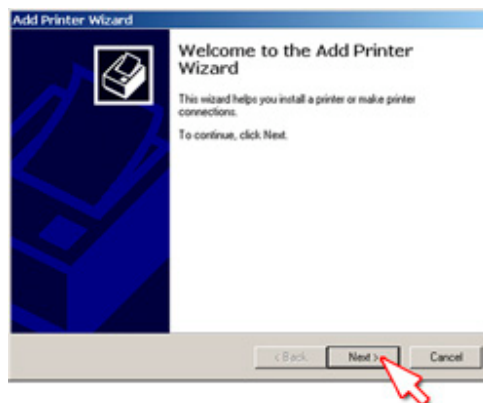 Add Printer Wizard
Welcome to the Add Printer
Wizard
This wizard helps you install a printer or make printer
connections.
To continue, click Next.
< Back
Next >
Cancel